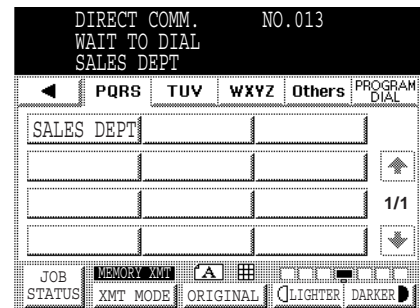 DIRECT COMM. NO.013
WAIT TO DIAL
SALES DEPT
PQRS TUV WXYZ Others PROGRAM DIAL
SALES DEPT
1/1
JOB STATUS
MEMORY XMT A
XMT MODE ORIGINAL LIGHTER DARKER